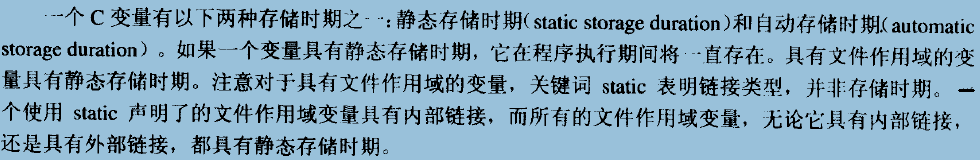 一个 C 变量有以下两种存储时期之一:静态存储时期(static storage duration)和自动存储时期(automatic
storage duration)。如果一个变量具有静态存储时期，它在程序执行期间将一直存在。具有文件作用域的变
量具有静态存储时期。注意对于具有文件作用域的变量，关键词 static 表明链接类型，并非存储时期。一
个使用 static 声明了的文件作用域变量具有内部链接，而所有的文件作用域变量，无论它具有内部链接，
还是具有外部链接，都具有静态存储时期。